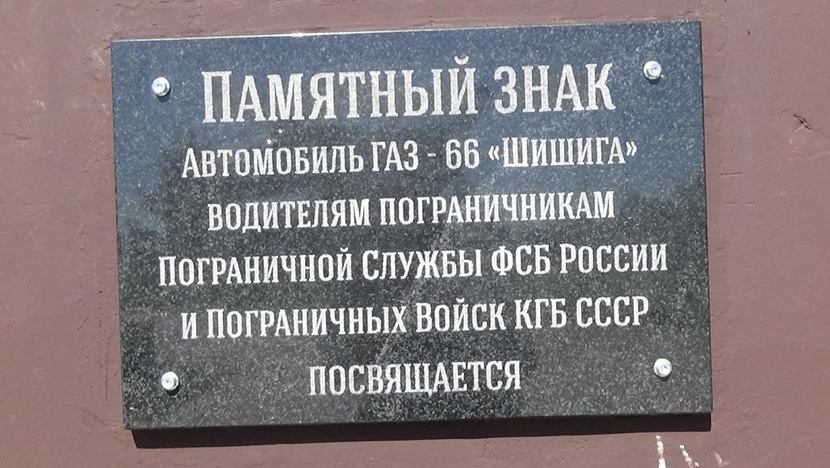 ПАМЯТНЫЙ ЗНАК
АВТОМОБИЛЬ ГАЗ - 66 «ШИШИГА»
ВОДИТЕЛЯМ ПОГРАНИЧНИКАМ
ПОГРАНИЧНОЙ СЛУЖБЫ ФСБ РОССИИ
И ПОГРАНИЧНЫХ ВОЙСК КГБ СССР
ПОСВЯЩАЕТСЯ